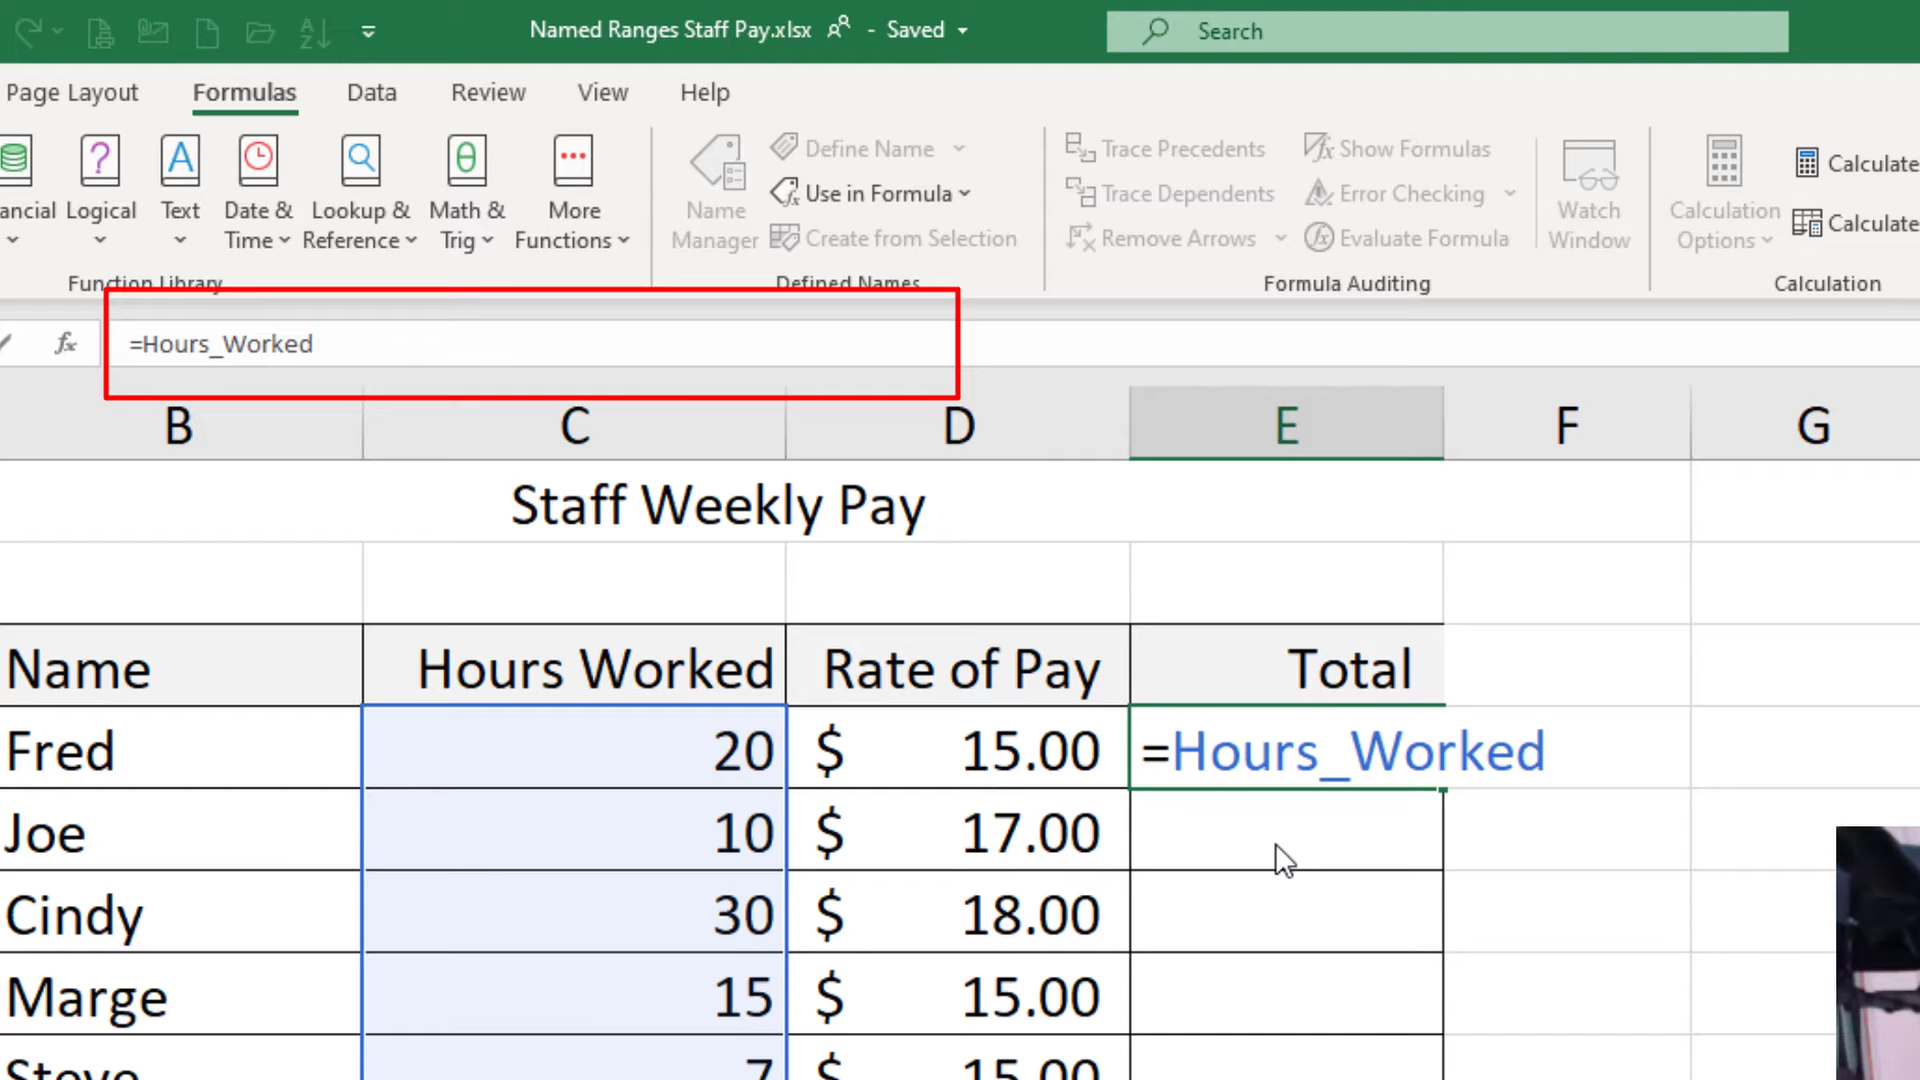 Named Ranges Staff Pay.xlsx - Saved
Search
Page Layout Formulas Data Review View Help
ancial Logical Text Date & Time Lookup & Reference Math & Trig More Functions
Function Library
Name Manager
Define Name
Use in Formula
Create from Selection
Defined Names
Trace Precedents
Trace Dependents
Remove Arrows
Show Formulas
Error Checking
Evaluate Formula
Formula Auditing
Watch Window
Calculation Options
Calculate
Calculate
Calculation
fx =Hours_Worked
B C D E F G
Staff Weekly Pay
Name Hours Worked Rate of Pay Total
Fred 20 $ 15.00 =Hours_Worked
Joe 10 $ 17.00
Cindy 30 $ 18.00
Marge 15 $ 15.00
Steve 7 $ 15.00